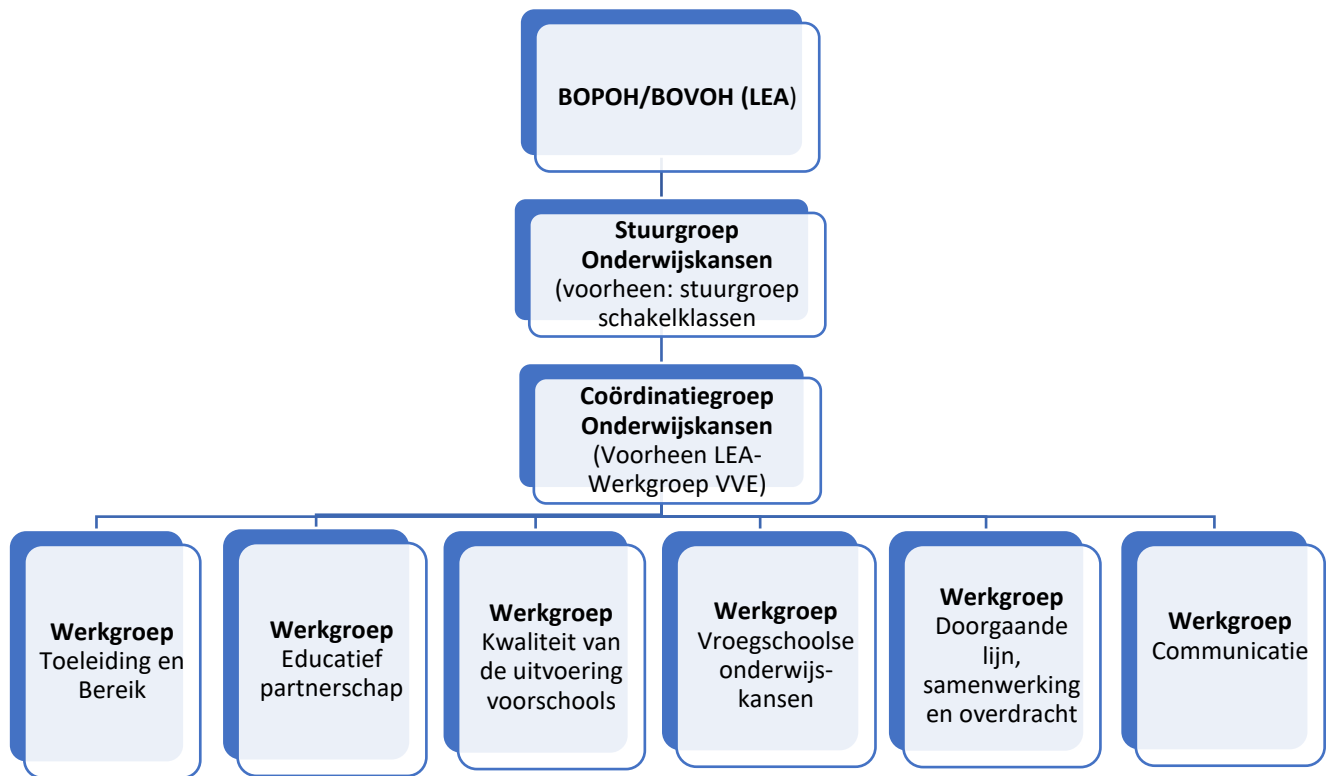 BOPOH/BOVOH (LEA)
Stuurgroep
Onderwijskansen
(voorheen: stuurgroep
schakelklassen
Coördinatiegroep
Onderwijskansen
(Voorheen LEA-
Werkgroep VVE)
Werkgroep
Toeleiding en
Bereik
Werkgroep
Educatief
partnerschap
Werkgroep
Kwaliteit van
de uitvoering
voorschools
Werkgroep
Vroegschoolse
onderwijs-
kansen
Werkgroep
Doorgaande
lijn,
samenwerking
en overdracht
Werkgroep
Communicatie